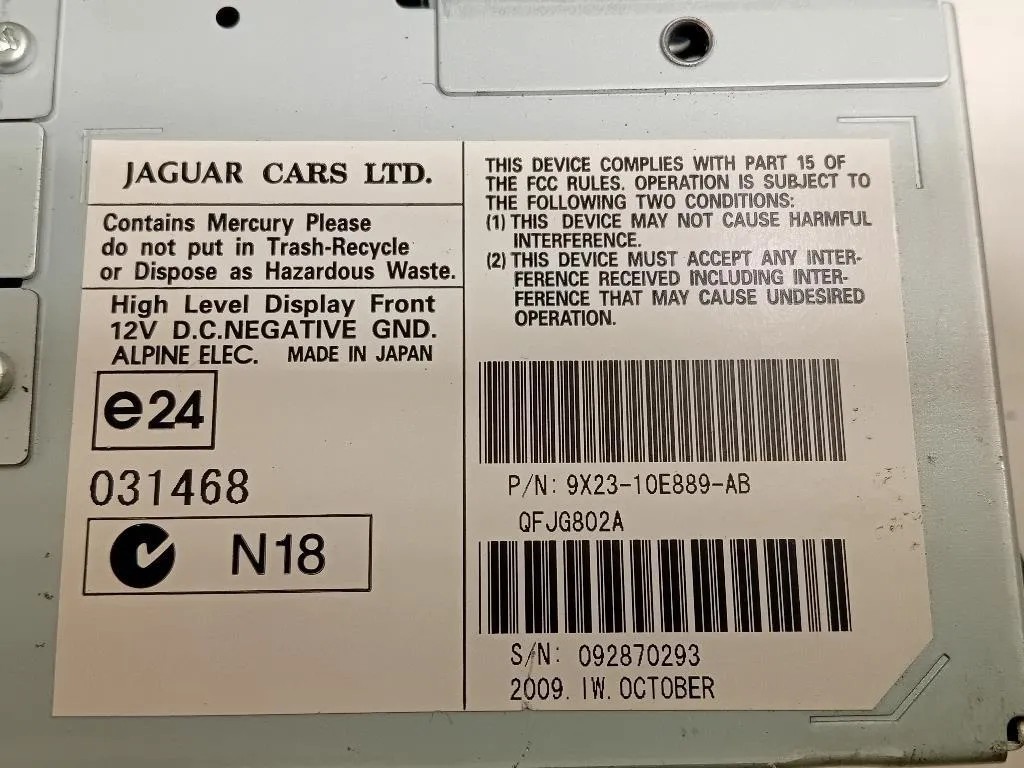 JAGUAR CARS LTD.
Contains Mercury Please
do not put in Trash-Recycle
or Dispose as Hazardous Waste.
High Level Display Front
12V D.C.NEGATIVE GND.
ALPINE ELEC. MADE IN JAPAN
e24
031468
N18
THIS DEVICE COMPLIES WITH PART 15 OF
THE FCC RULES. OPERATION IS SUBJECT TO
THE FOLLOWING TWO CONDITIONS:
(1) THIS DEVICE MAY NOT CAUSE HARMFUL
INTERFERENCE.
(2) THIS DEVICE MUST ACCEPT ANY INTER-
FERENCE RECEIVED INCLUDING INTER-
FERENCE THAT MAY CAUSE UNDESIRED
OPERATION.
P/N: 9X23-10E889-AB
QFJG802A
S/N: 092870293
2009. 1W. OCTOBER